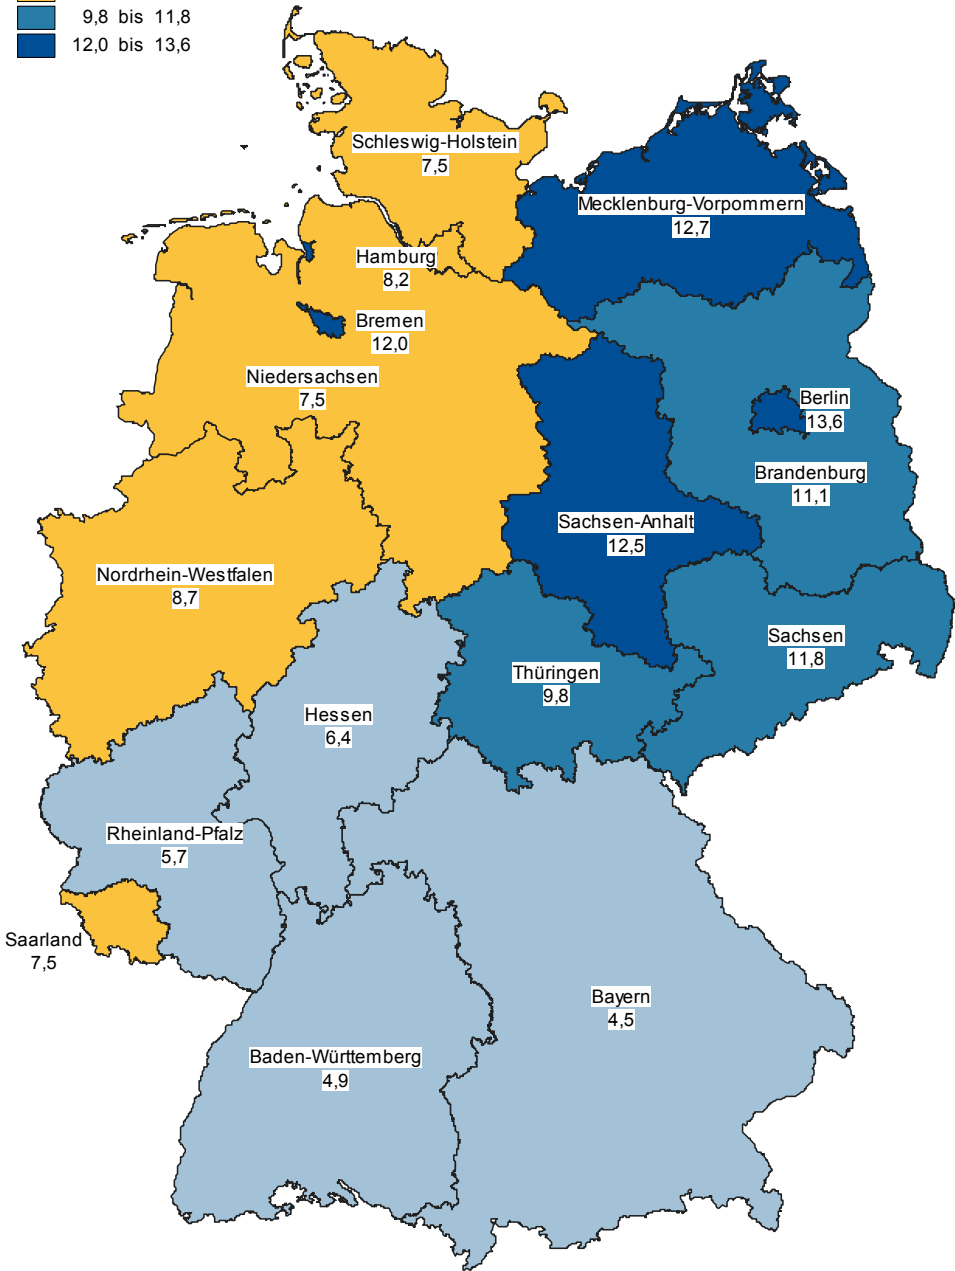 9,8 bis 11,8
12,0 bis 13,6
Schleswig-Holstein
7,5
Mecklenburg-Vorpommern
12,7
Hamburg
8,2
Bremen
12,0
Niedersachsen
7,5
Berlin
13,6
Brandenburg
11,1
Sachsen-Anhalt
12,5
Nordrhein-Westfalen
8,7
Sachsen
11,8
Thüringen
9,8
Hessen
6,4
Rheinland-Pfalz
5,7
Saarland
7,5
Bayern
4,5
Baden-Württemberg
4,9